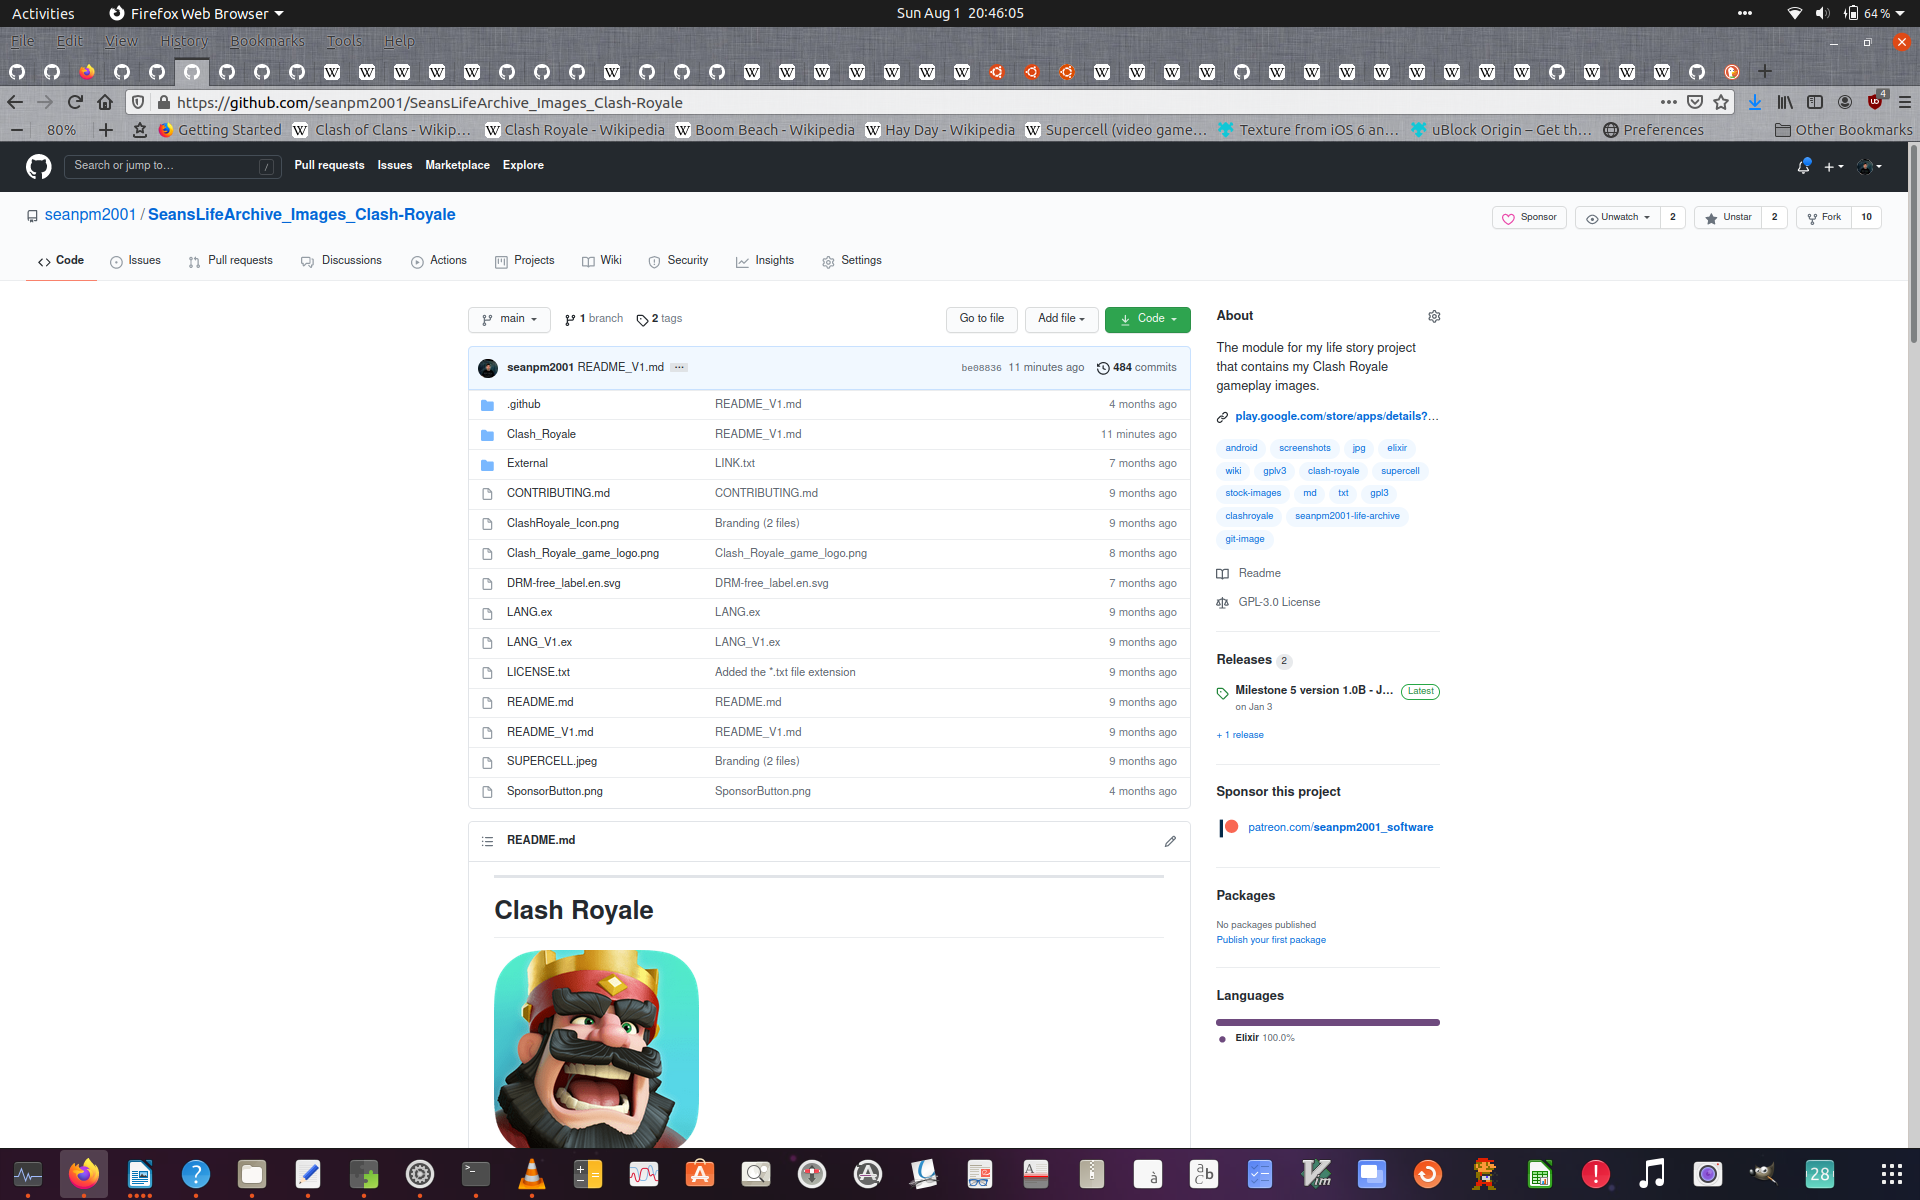 Activities Firefox Web Browser Sun Aug 1 20:46:05 64 %
File Edit View History Bookmarks Tools Help
https://github.com/seanpm2001/SeansLifeArchive_Images_Clash-Royale 4
80% Getting Started Clash of Clans - Wikip… Clash Royale - Wikipedia Boom Beach - Wikipedia Hay Day - Wikipedia Supercell (video game… Texture from iOS 6 an… uBlock Origin – Get th… Preferences Other Bookmarks
Search or jump to… / Pull requests Issues Marketplace Explore
seanpm2001 / SeansLifeArchive_Images_Clash-Royale Sponsor Unwatch 2 Unstar 2 Fork 10
Code Issues Pull requests Discussions Actions Projects Wiki Security Insights Settings
main 1 branch 2 tags Go to file Add file Code
seanpm2001 README_V1.md ... be08836 11 minutes ago 484 commits
.github README_V1.md 4 months ago
Clash_Royale README_V1.md 11 minutes ago
External LINK.txt 7 months ago
CONTRIBUTING.md CONTRIBUTING.md 9 months ago
ClashRoyale_Icon.png Branding (2 files) 9 months ago
Clash_Royale_game_logo.png Clash_Royale_game_logo.png 8 months ago
DRM-free_label.en.svg DRM-free_label.en.svg 7 months ago
LANG.ex LANG.ex 9 months ago
LANG_V1.ex LANG_V1.ex 9 months ago
LICENSE.txt Added the *.txt file extension 9 months ago
README.md README.md 9 months ago
README_V1.md README_V1.md 9 months ago
SUPERCELL.jpeg Branding (2 files) 9 months ago
SponsorButton.png SponsorButton.png 4 months ago
README.md
Clash Royale
About
The module for my life story project
that contains my Clash Royale
gameplay images.
play.google.com/store/apps/details?…
android screenshots jpg elixir
wiki gplv3 clash-royale supercell
stock-images md txt gpl3
clashroyale seanpm2001-life-archive
git-image
Readme
GPL-3.0 License
Releases 2
Milestone 5 version 1.0B - J… Latest
on Jan 3
+ 1 release
Sponsor this project
patreon.com/seanpm2001_software
Packages
No packages published
Publish your first package
Languages
Elixir 100.0%
28